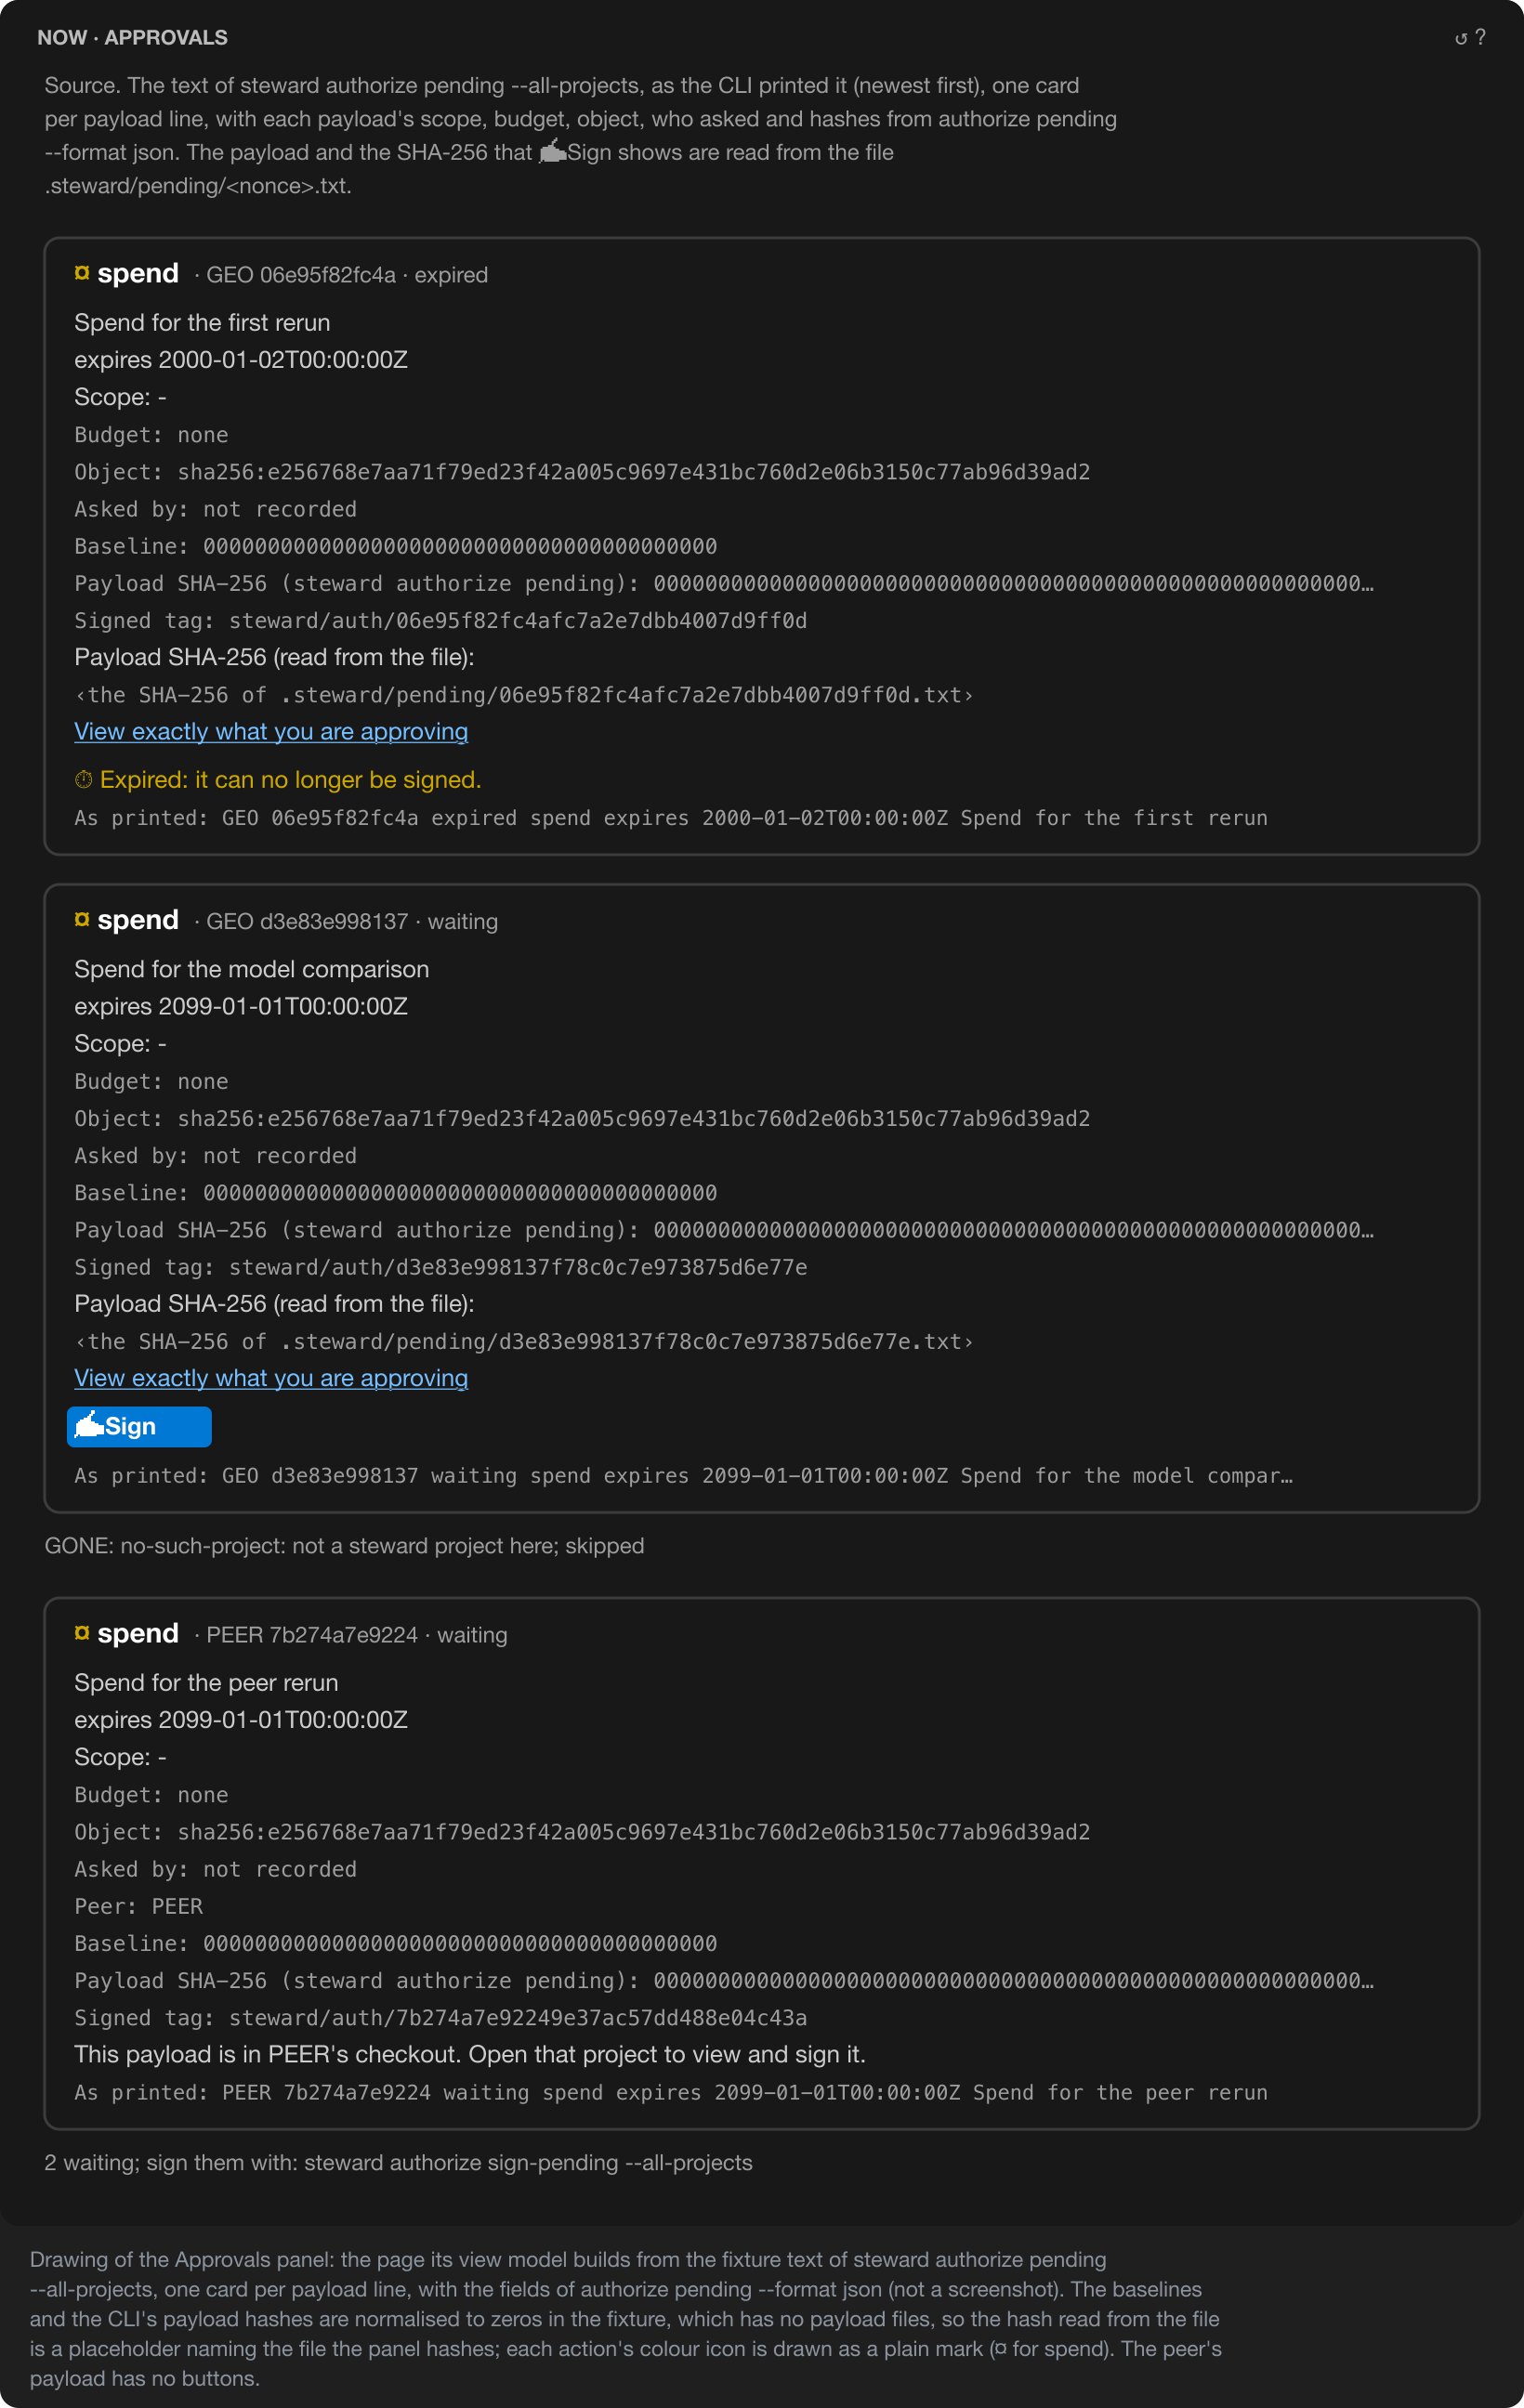 NOW · APPROVALS
↺ ?
Source. The text of steward authorize pending --all-projects, as the CLI printed it (newest first), one card
per payload line, with each payload's scope, budget, object, who asked and hashes from authorize pending
--format json. The payload and the SHA-256 that ✍Sign shows are read from the file
.steward/pending/<nonce>.txt.
¤ spend · GEO 06e95f82fc4a · expired
Spend for the first rerun
expires 2000-01-02T00:00:00Z
Scope: -
Budget: none
Object: sha256:e256768e7aa71f79ed23f42a005c9697e431bc760d2e06b3150c77ab96d39ad2
Asked by: not recorded
Baseline: 0000000000000000000000000000000000000000
Payload SHA-256 (steward authorize pending): 0000000000000000000000000000000000000000000000000000000…
Signed tag: steward/auth/06e95f82fc4afc7a2e7dbb4007d9ff0d
Payload SHA-256 (read from the file):
‹the SHA-256 of .steward/pending/06e95f82fc4afc7a2e7dbb4007d9ff0d.txt›
View exactly what you are approving
⏱ Expired: it can no longer be signed.
As printed: GEO 06e95f82fc4a expired spend expires 2000-01-02T00:00:00Z Spend for the first rerun
¤ spend · GEO d3e83e998137 · waiting
Spend for the model comparison
expires 2099-01-01T00:00:00Z
Scope: -
Budget: none
Object: sha256:e256768e7aa71f79ed23f42a005c9697e431bc760d2e06b3150c77ab96d39ad2
Asked by: not recorded
Baseline: 0000000000000000000000000000000000000000
Payload SHA-256 (steward authorize pending): 0000000000000000000000000000000000000000000000000000000…
Signed tag: steward/auth/d3e83e998137f78c0c7e973875d6e77e
Payload SHA-256 (read from the file):
‹the SHA-256 of .steward/pending/d3e83e998137f78c0c7e973875d6e77e.txt›
View exactly what you are approving
✍Sign
As printed: GEO d3e83e998137 waiting spend expires 2099-01-01T00:00:00Z Spend for the model compar…
GONE: no-such-project: not a steward project here; skipped
¤ spend · PEER 7b274a7e9224 · waiting
Spend for the peer rerun
expires 2099-01-01T00:00:00Z
Scope: -
Budget: none
Object: sha256:e256768e7aa71f79ed23f42a005c9697e431bc760d2e06b3150c77ab96d39ad2
Asked by: not recorded
Peer: PEER
Baseline: 0000000000000000000000000000000000000000
Payload SHA-256 (steward authorize pending): 0000000000000000000000000000000000000000000000000000000…
Signed tag: steward/auth/7b274a7e92249e37ac57dd488e04c43a
This payload is in PEER's checkout. Open that project to view and sign it.
As printed: PEER 7b274a7e9224 waiting spend expires 2099-01-01T00:00:00Z Spend for the peer rerun
2 waiting; sign them with: steward authorize sign-pending --all-projects
Drawing of the Approvals panel: the page its view model builds from the fixture text of steward authorize pending
--all-projects, one card per payload line, with the fields of authorize pending --format json (not a screenshot). The baselines
and the CLI's payload hashes are normalised to zeros in the fixture, which has no payload files, so the hash read from the file
is a placeholder naming the file the panel hashes; each action's colour icon is drawn as a plain mark (¤ for spend). The peer's
payload has no buttons.